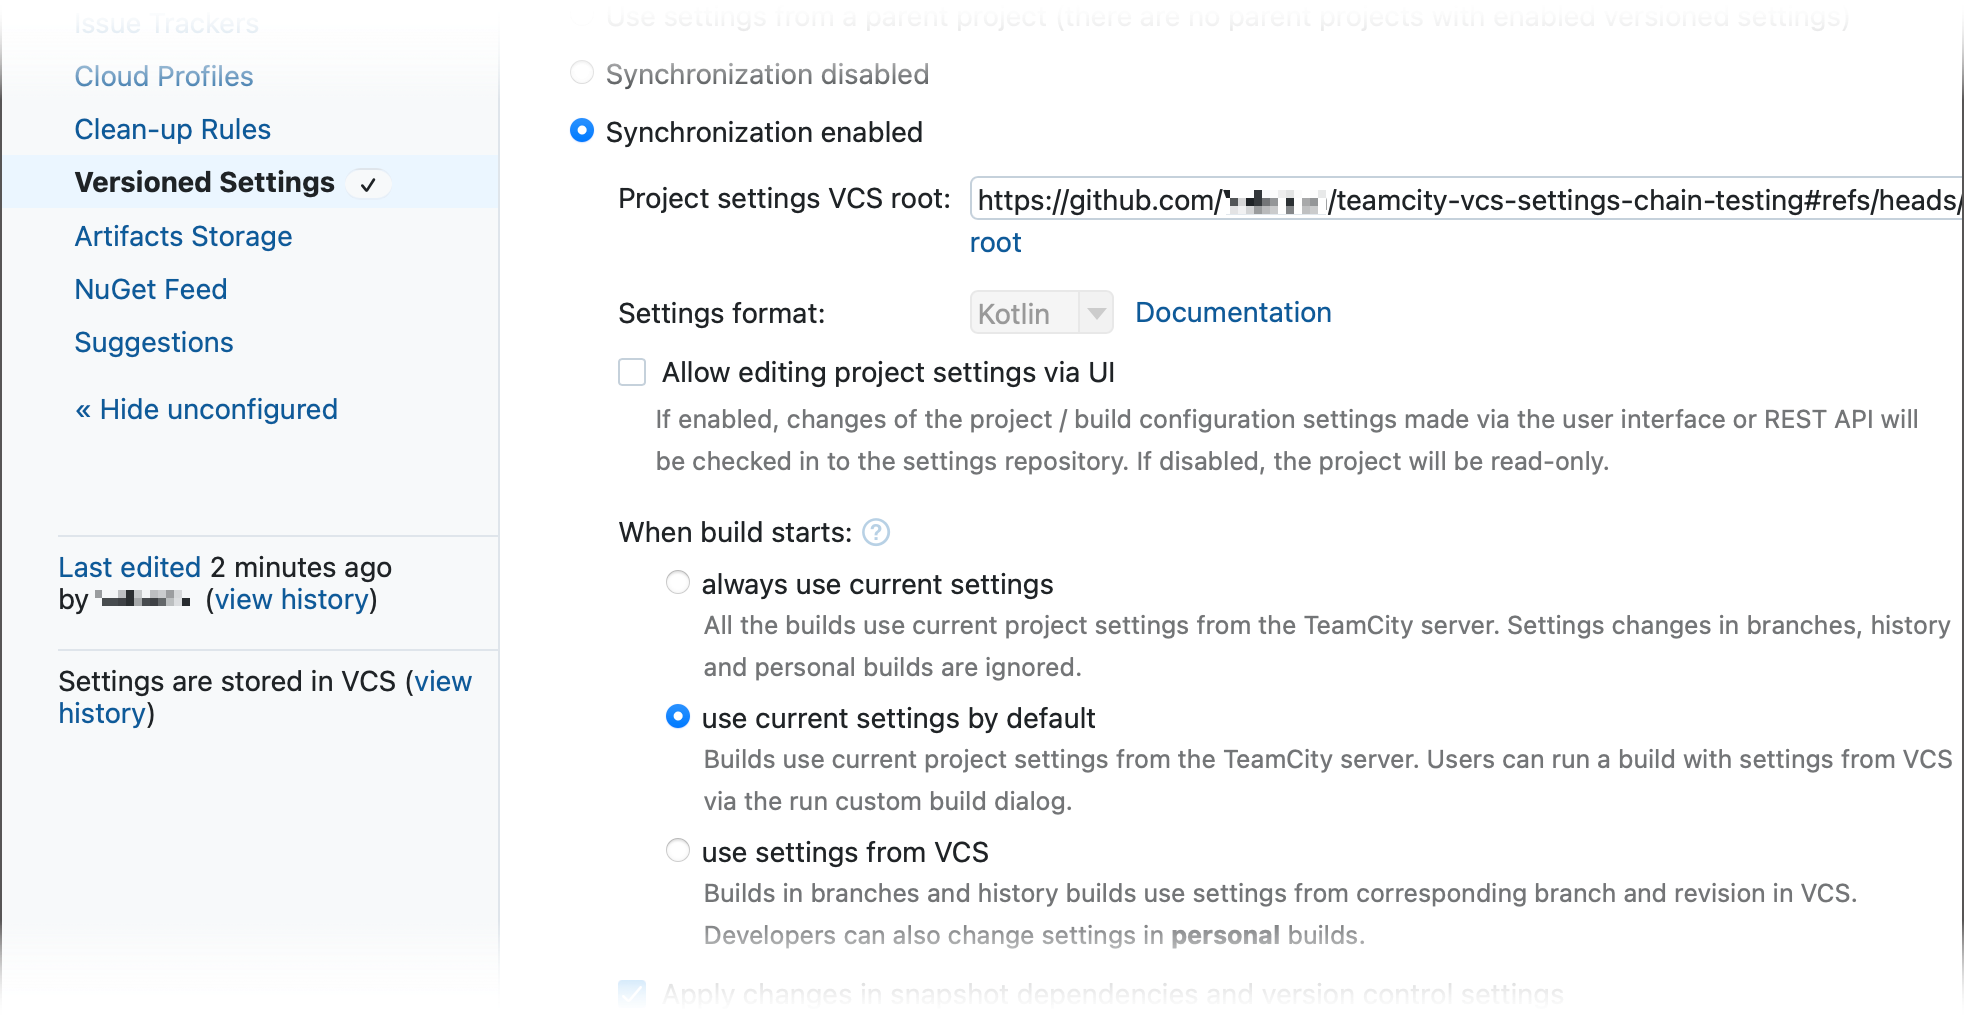 Issue Trackers
Cloud Profiles
Clean-up Rules
Versioned Settings
Artifacts Storage
NuGet Feed
Suggestions
« Hide unconfigured
Last edited 2 minutes ago
by (view history)
Settings are stored in VCS (view
history)
Use settings from a parent project (there are no parent projects with enabled versioned settings)
Synchronization disabled
Synchronization enabled
Project settings VCS root: https://github.com/ /teamcity-vcs-settings-chain-testing#refs/heads/
root
Settings format: Kotlin Documentation
Allow editing project settings via UI
If enabled, changes of the project / build configuration settings made via the user interface or REST API will
be checked in to the settings repository. If disabled, the project will be read-only.
When build starts: ?
always use current settings
All the builds use current project settings from the TeamCity server. Settings changes in branches, history
and personal builds are ignored.
use current settings by default
Builds use current project settings from the TeamCity server. Users can run a build with settings from VCS
via the run custom build dialog.
use settings from VCS
Builds in branches and history builds use settings from corresponding branch and revision in VCS.
Developers can also change settings in personal builds.
Apply changes in snapshot dependencies and version control settings